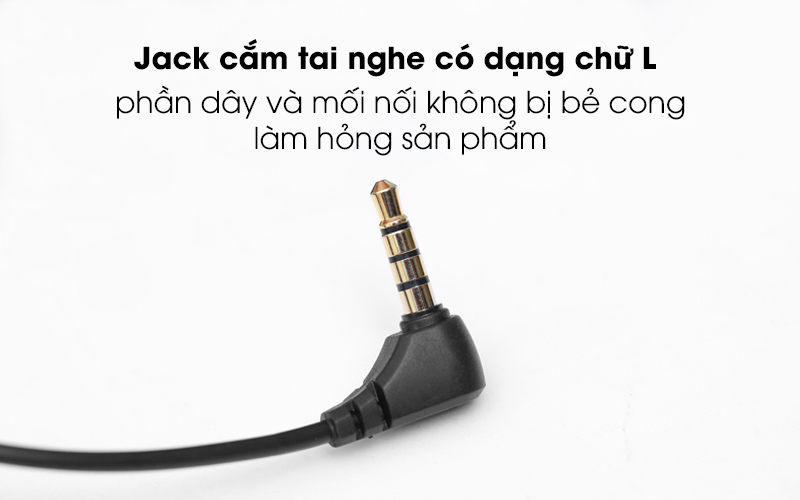 Jack cắm tai nghe có dạng chữ L
phần dây và mối nối không bị bẻ cong
làm hỏng sản phẩm